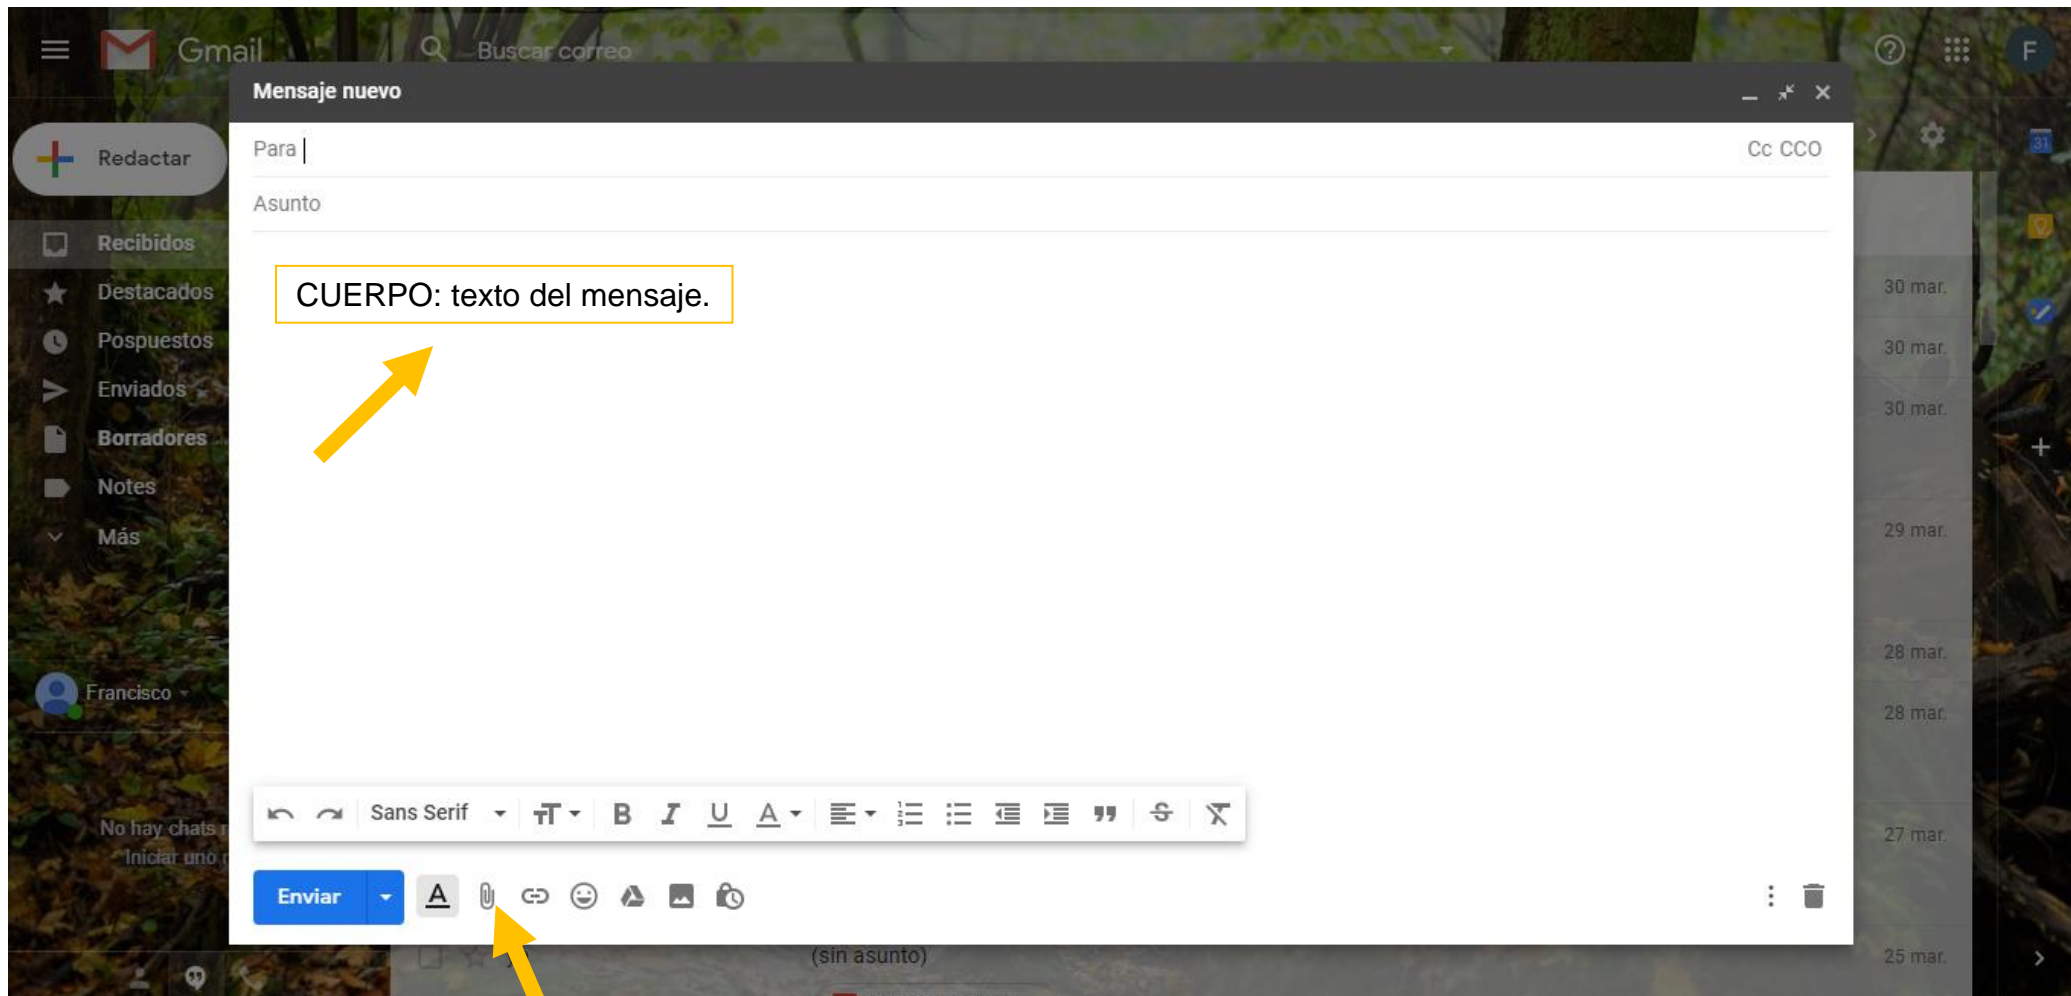 Gmail
Buscar correo
F
Mensaje nuevo
Redactar
Para
Cc CCO
31
Asunto
Recibidos
CUERPO: texto del mensaje.
Destacados
30 mar.
Pospuestos
30 mar.
Enviados
30 mar.
Borradores
Notes
Más
29 mar.
28 mar.
Francisco
28 mar.
Sans Serif
No hay chats
27 mar.
Iniciar uno
Enviar
(sin asunto)
25 mar.